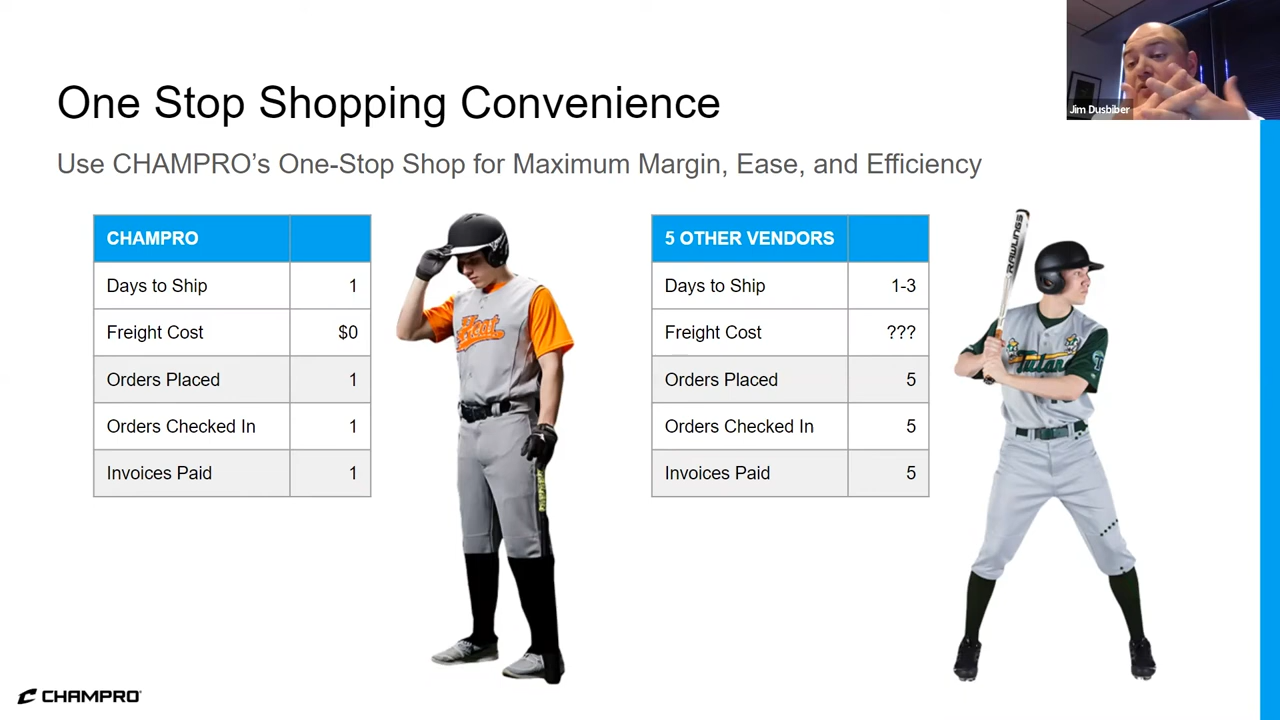 Jim Dusbiber
One Stop Shopping Convenience
Use CHAMPRO’s One-Stop Shop for Maximum Margin, Ease, and Efficiency
CHAMPRO
Days to Ship 1
Freight Cost $0
Orders Placed 1
Orders Checked In 1
Invoices Paid 1
Heat
5 OTHER VENDORS
Days to Ship 1-3
Freight Cost ???
Orders Placed 5
Orders Checked In 5
Invoices Paid 5
RAWLINGS
CHAMPRO